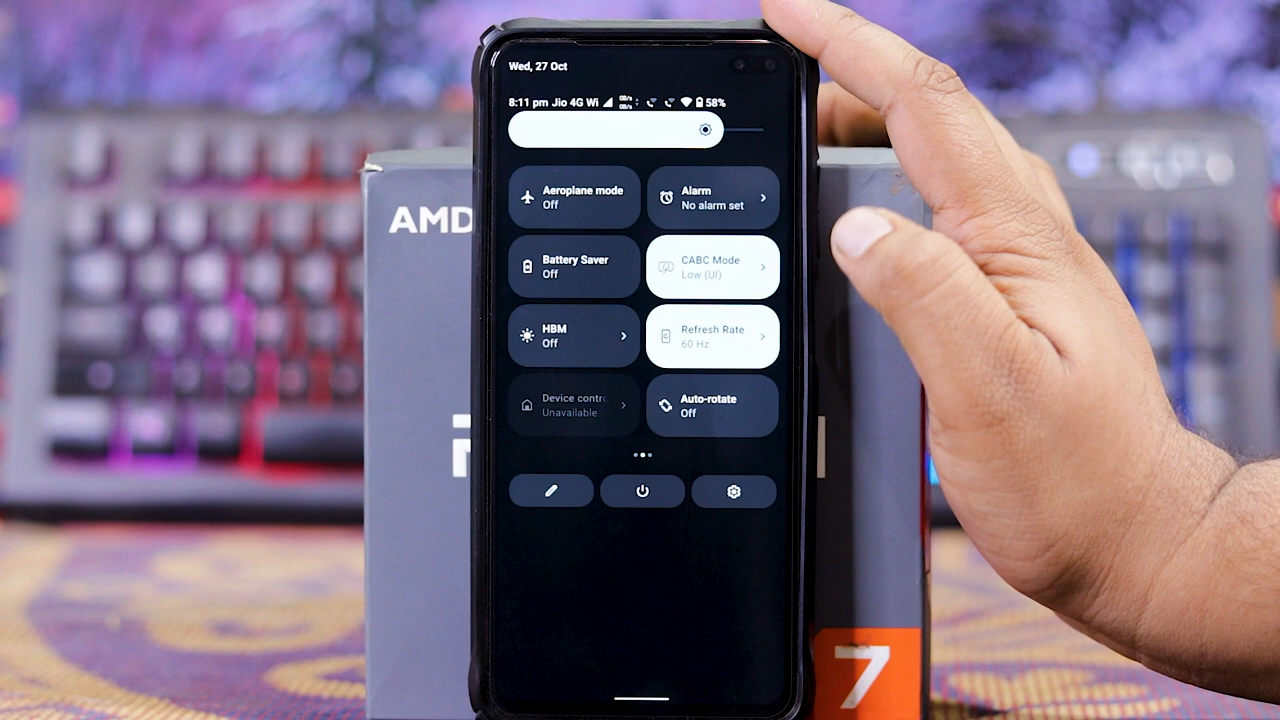 Wed, 27 Oct
8:11 pm Jio 4G Wi 0B/s 0B/s 58%
Aeroplane mode
Off
Alarm
No alarm set
Battery Saver
Off
CABC Mode
Low (UI)
HBM
Off
Refresh Rate
60 Hz
Device contr
Unavailable
Auto-rotate
Off
AMD
7